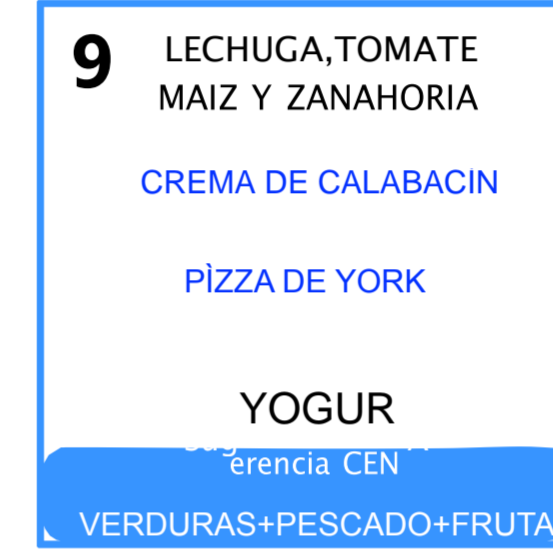 9 LECHUGA,TOMATE
MAIZ Y ZANAHORIA
CREMA DE CALABACIN
PÌZZA DE YORK
YOGUR
erencia CEN
VERDURAS+PESCADO+FRUTA